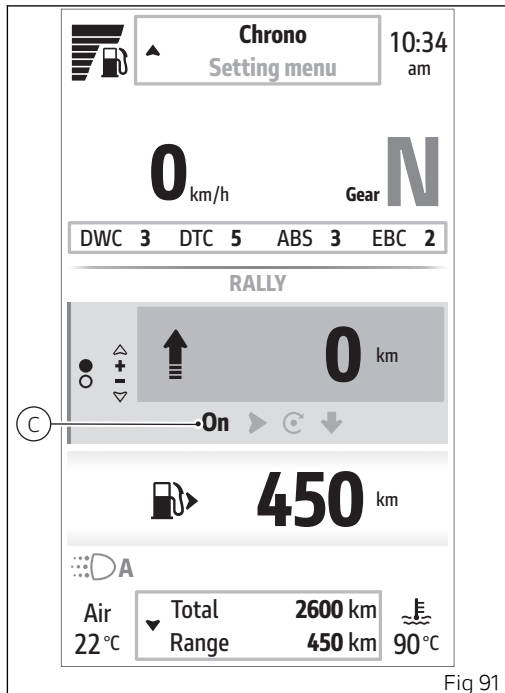 Chrono
Setting menu
10:34
am
0 km/h
Gear N
DWC 3 DTC 5 ABS 3 EBC 2
RALLY
+
-
0 km
C
On
450 km
A
Air
22 °C
Total 2600 km
Range 450 km
90 °C
Fig 91